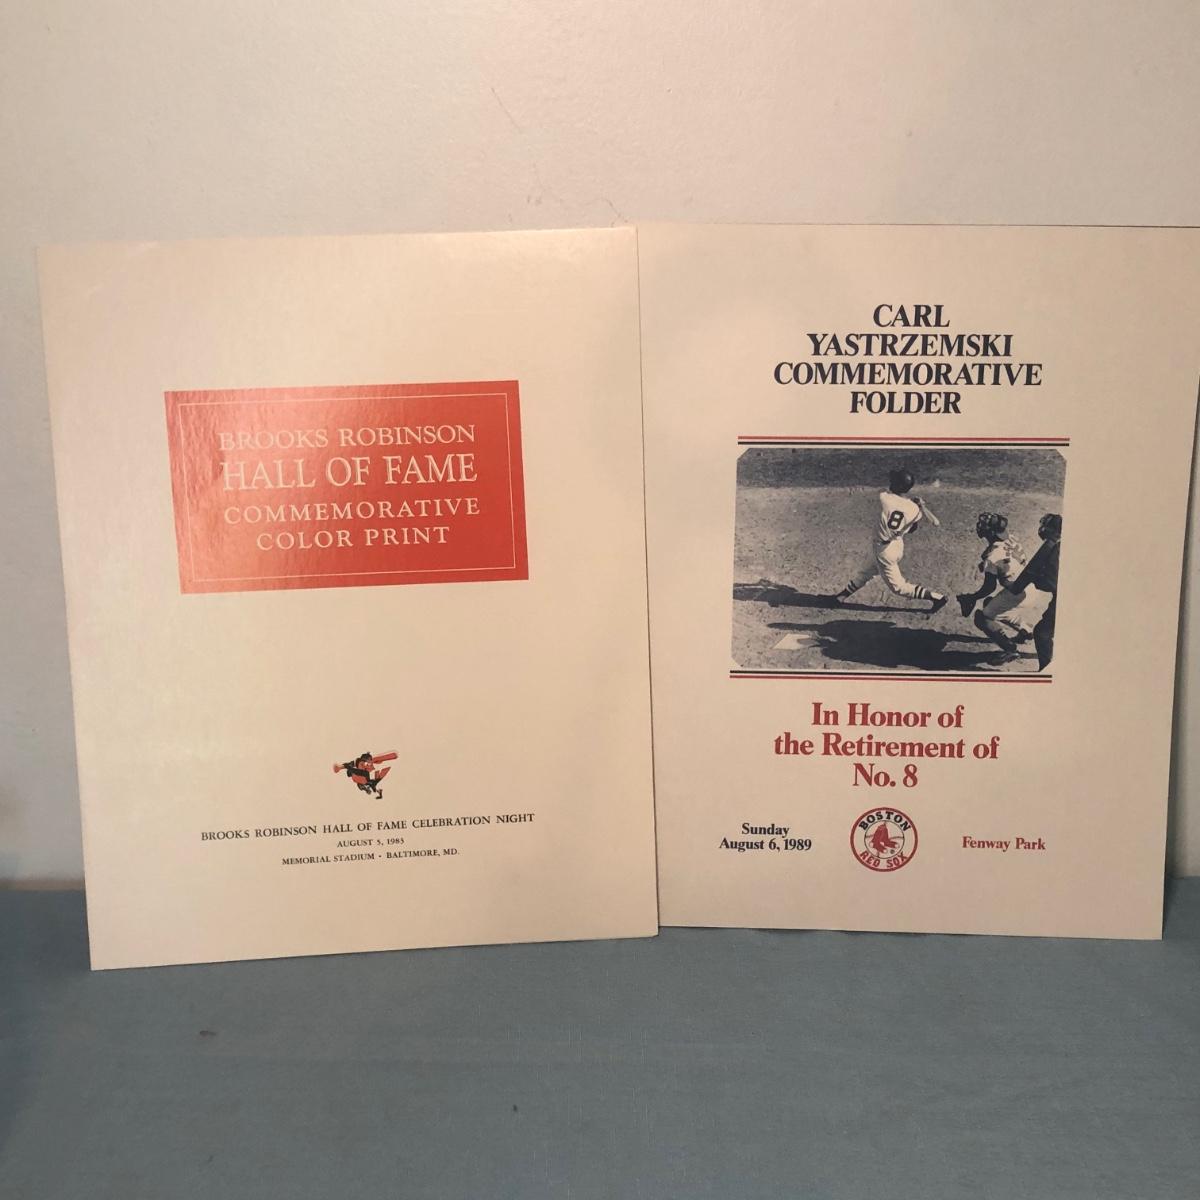 BROOKS ROBINSON
HALL OF FAME
COMMEMORATIVE
COLOR PRINT
BROOKS ROBINSON HALL OF FAME CELEBRATION NIGHT
AUGUST 5, 1983
MEMORIAL STADIUM • BALTIMORE, MD.
CARL
YASTRZEMSKI
COMMEMORATIVE
FOLDER
8
In Honor of
the Retirement of
No. 8
Sunday
August 6, 1989
BOSTON
RED SOX
Fenway Park